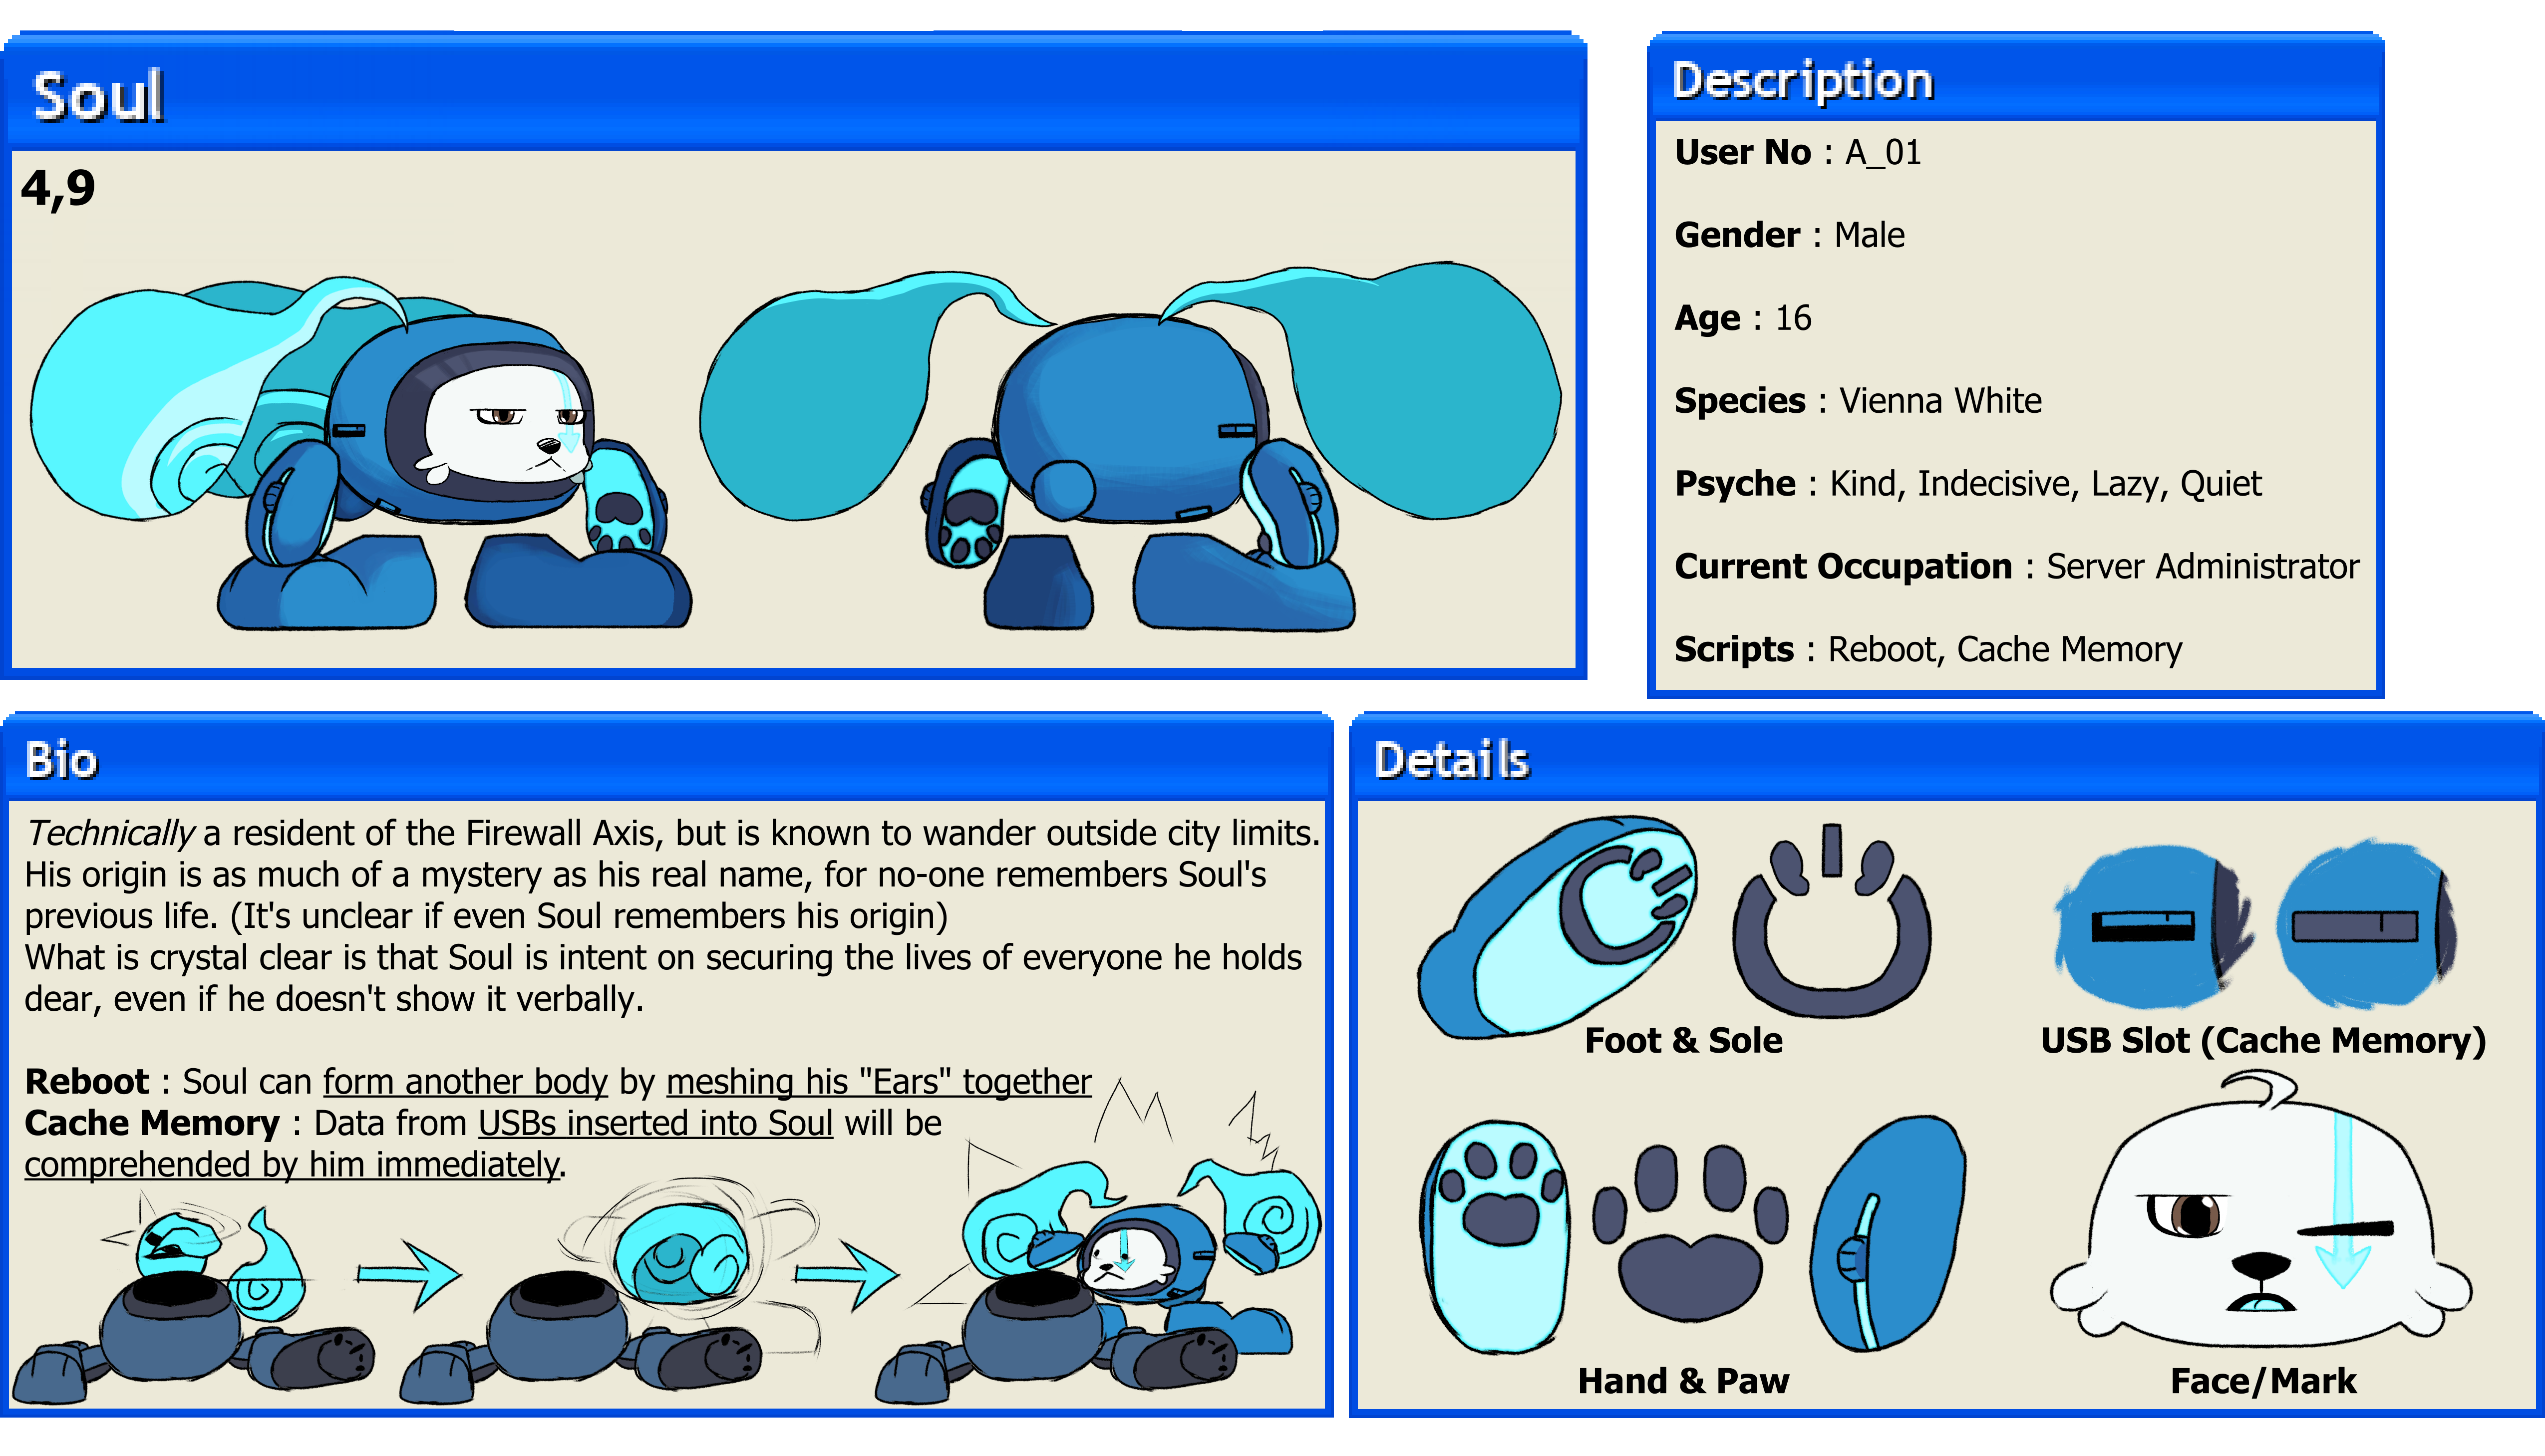 Soul
4,9
Description
User No : A_01
Gender : Male
Age : 16
Species : Vienna White
Psyche : Kind, Indecisive, Lazy, Quiet
Current Occupation : Server Administrator
Scripts : Reboot, Cache Memory
Bio
Technically a resident of the Firewall Axis, but is known to wander outside city limits.
His origin is as much of a mystery as his real name, for no-one remembers Soul's
previous life. (It's unclear if even Soul remembers his origin)
What is crystal clear is that Soul is intent on securing the lives of everyone he holds
dear, even if he doesn't show it verbally.
Reboot : Soul can form another body by meshing his "Ears" together
Cache Memory : Data from USBs inserted into Soul will be
comprehended by him immediately.
Details
Foot & Sole
USB Slot (Cache Memory)
Hand & Paw
Face/Mark